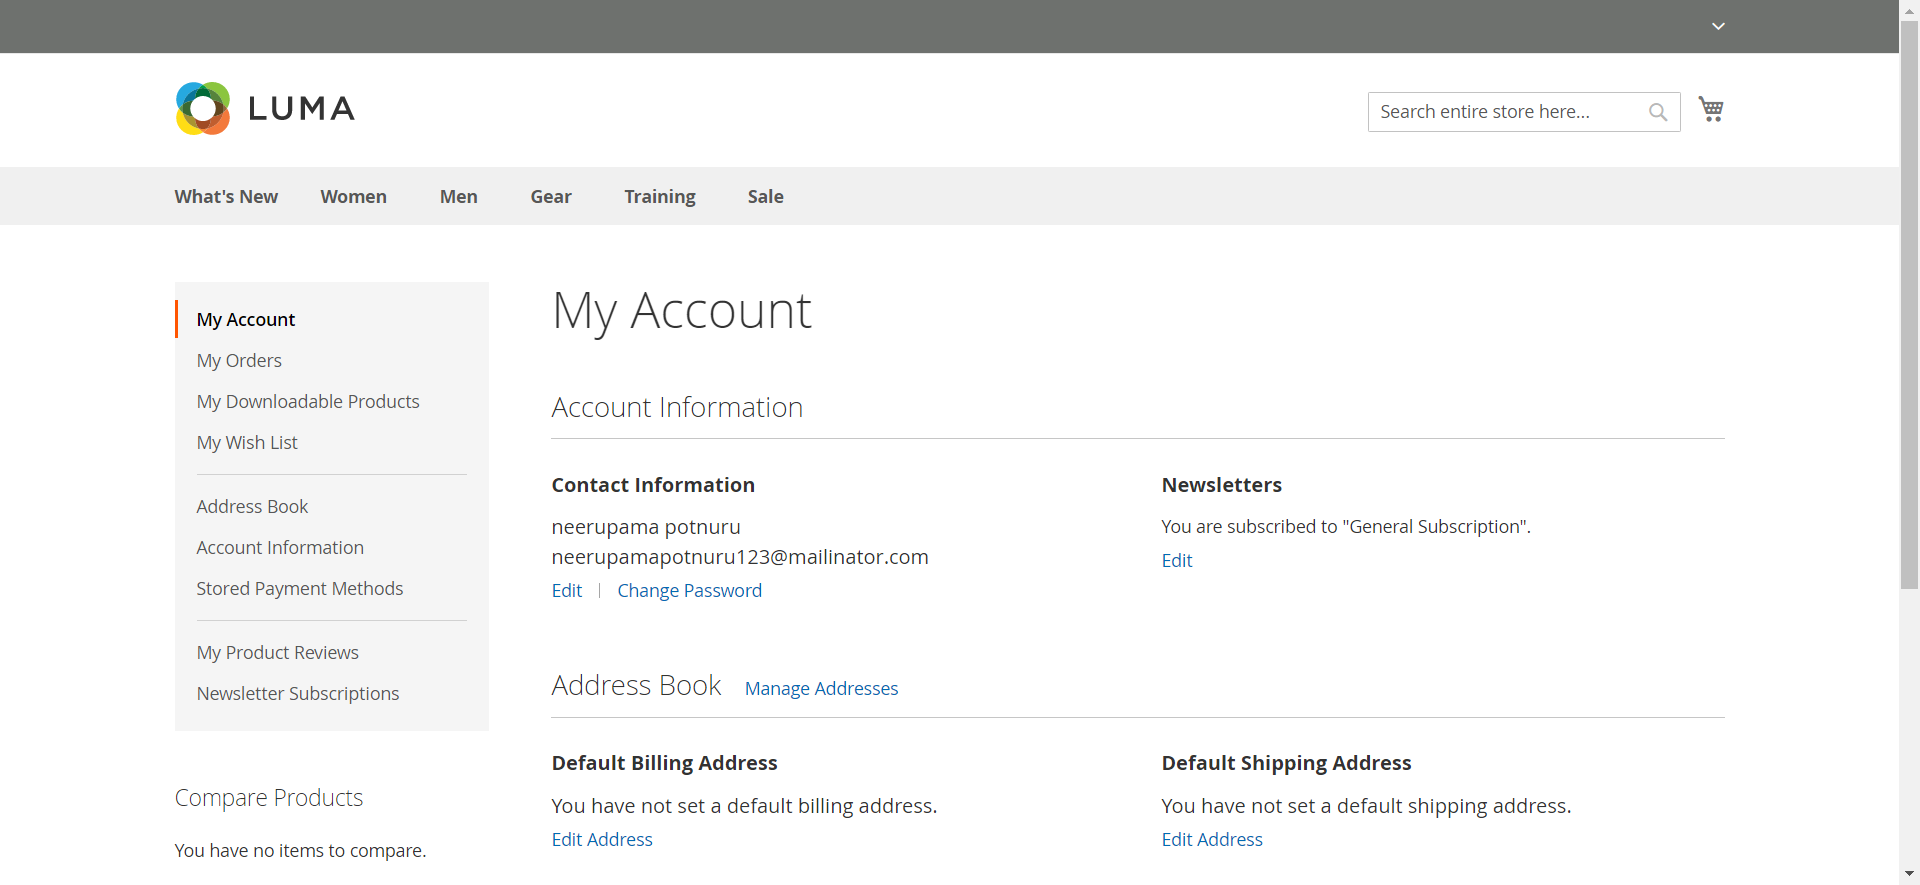 LUMA
Search entire store here...
What's New Women Men Gear Training Sale
My Account
My Orders
My Downloadable Products
My Wish List
Address Book
Account Information
Stored Payment Methods
My Product Reviews
Newsletter Subscriptions
Compare Products
You have no items to compare.
My Account
Account Information
Contact Information
neerupama potnuru
neerupamapotnuru123@mailinator.com
Edit | Change Password
Newsletters
You are subscribed to "General Subscription".
Edit
Address Book Manage Addresses
Default Billing Address
You have not set a default billing address.
Edit Address
Default Shipping Address
You have not set a default shipping address.
Edit Address